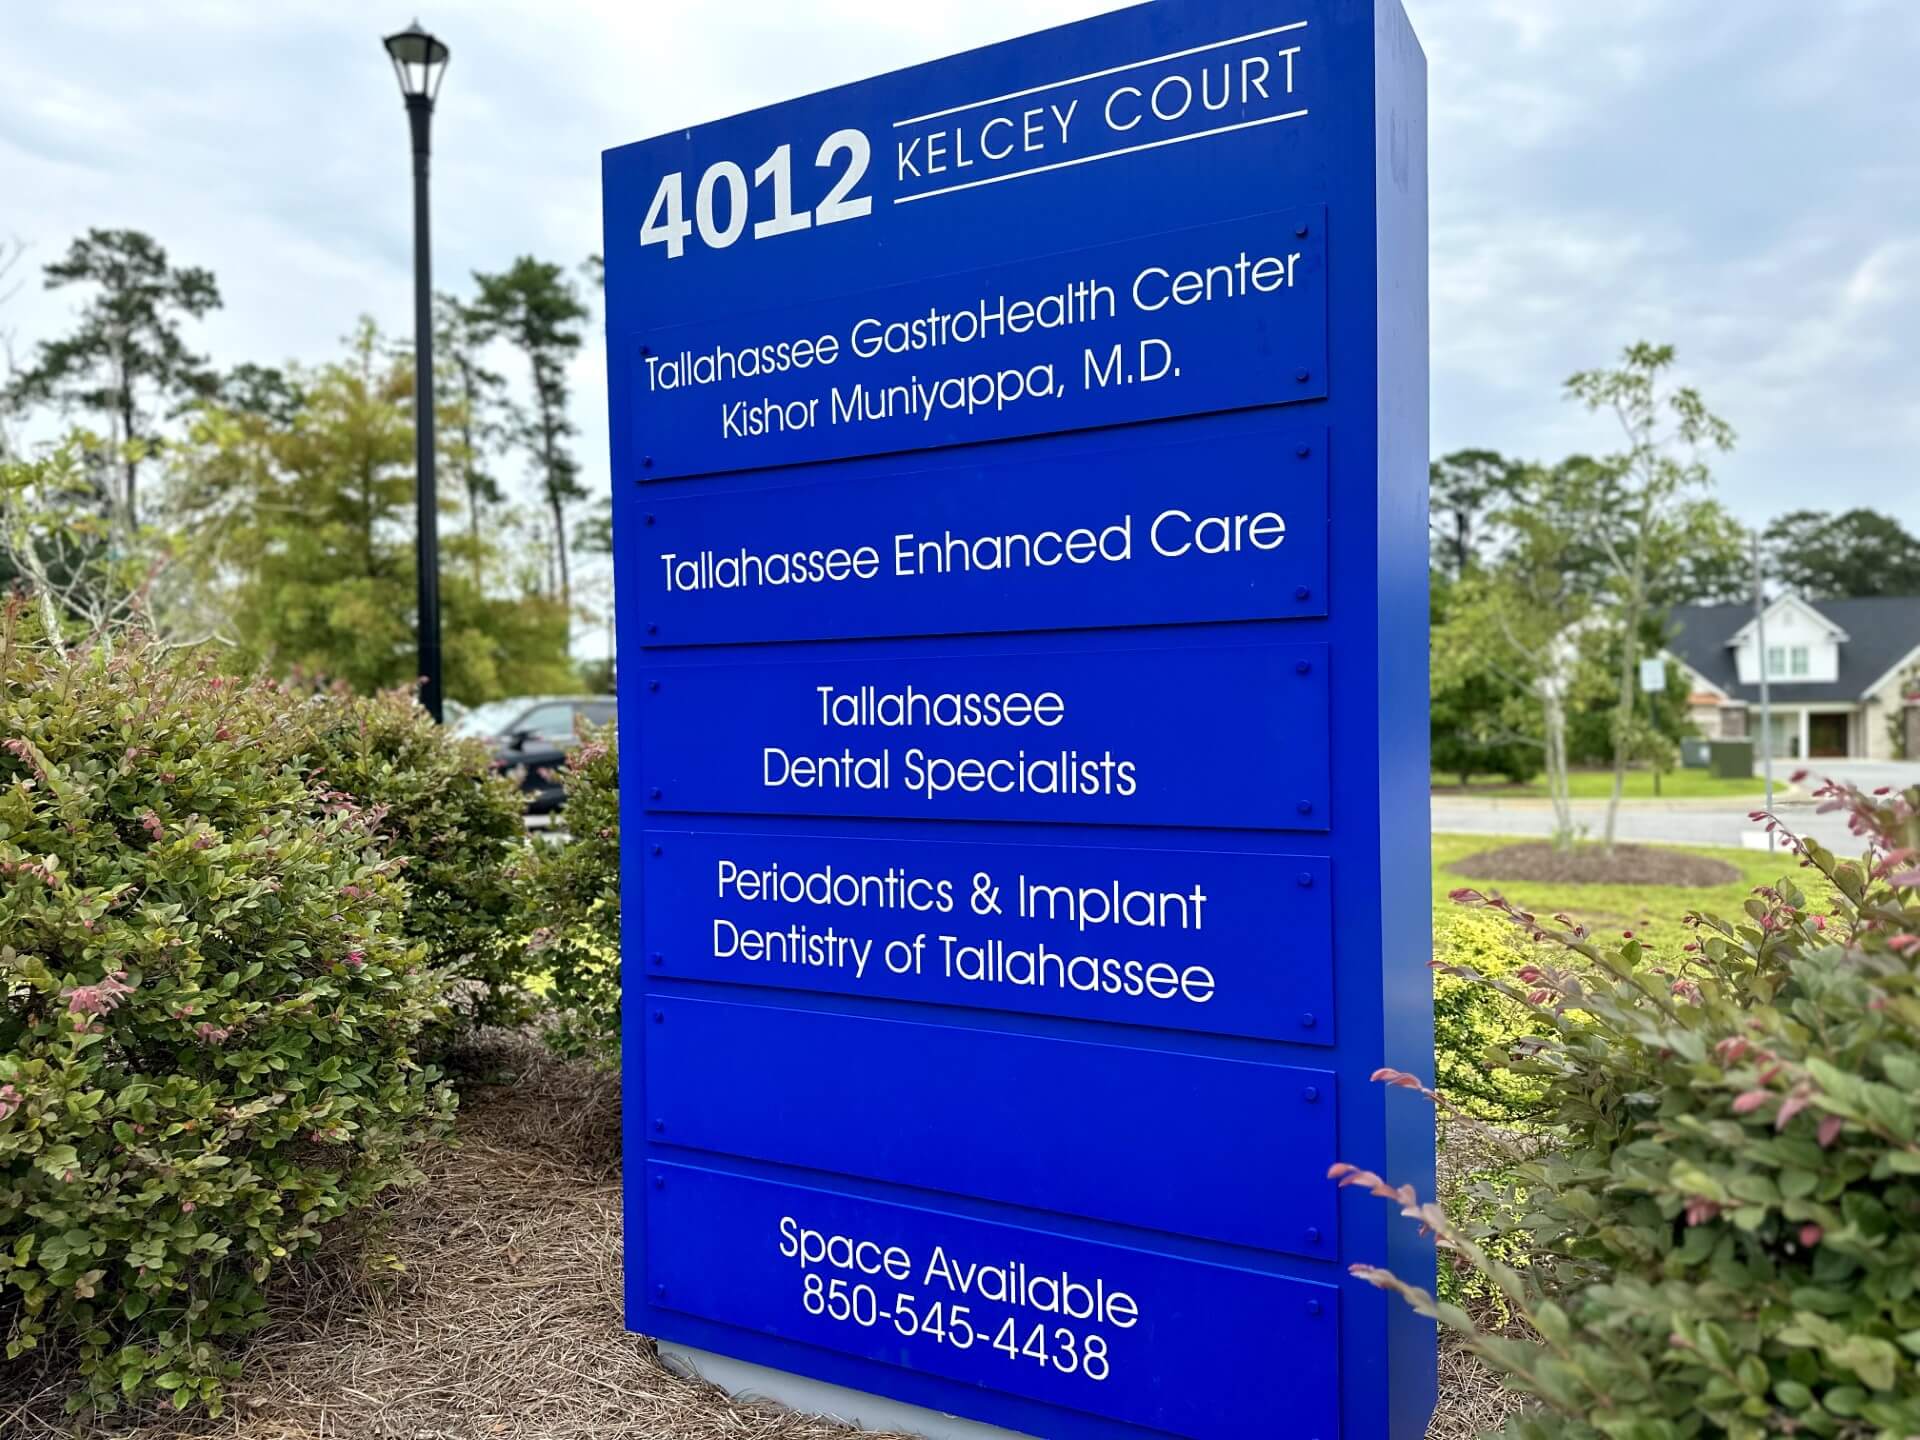 4012 KELCEY COURT
Tallahassee GastroHealth Center
Kishor Muniyappa, M.D.
Tallahassee Enhanced Care
Tallahassee
Dental Specialists
Periodontics & Implant
Dentistry of Tallahassee
Space Available
850-545-4438